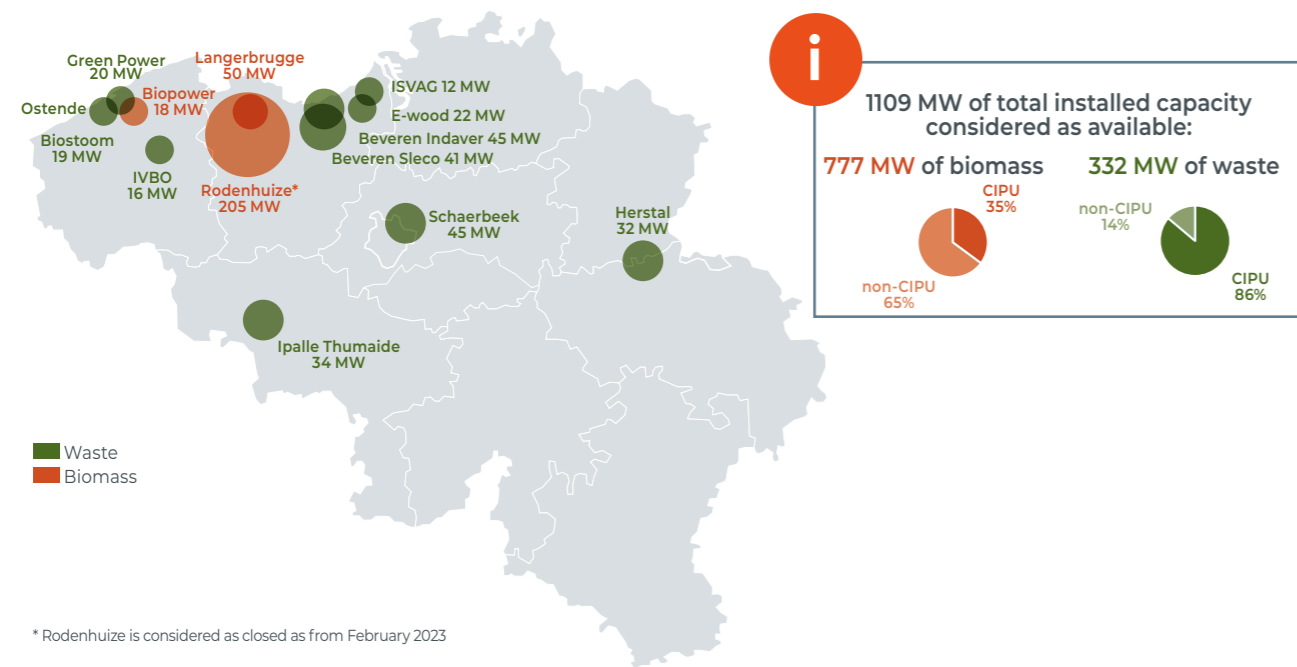 Green Power
20 MW
Langerbrugge
50 MW
Biopower
18 MW
Ostende
Biostoom
19 MW
IVBO
16 MW
Rodenhuize*
205 MW
ISVAG 12 MW
E-wood 22 MW
Beveren Indaver 45 MW
Beveren Sleco 41 MW
Schaerbeek
45 MW
Herstal
32 MW
Ipalle Thumaide
34 MW
Waste
Biomass
* Rodenhuize is considered as closed as from February 2023
i
1109 MW of total installed capacity
considered as available:
777 MW of biomass
CIPU
35%
non-CIPU
65%
332 MW of waste
non-CIPU
14%
CIPU
86%